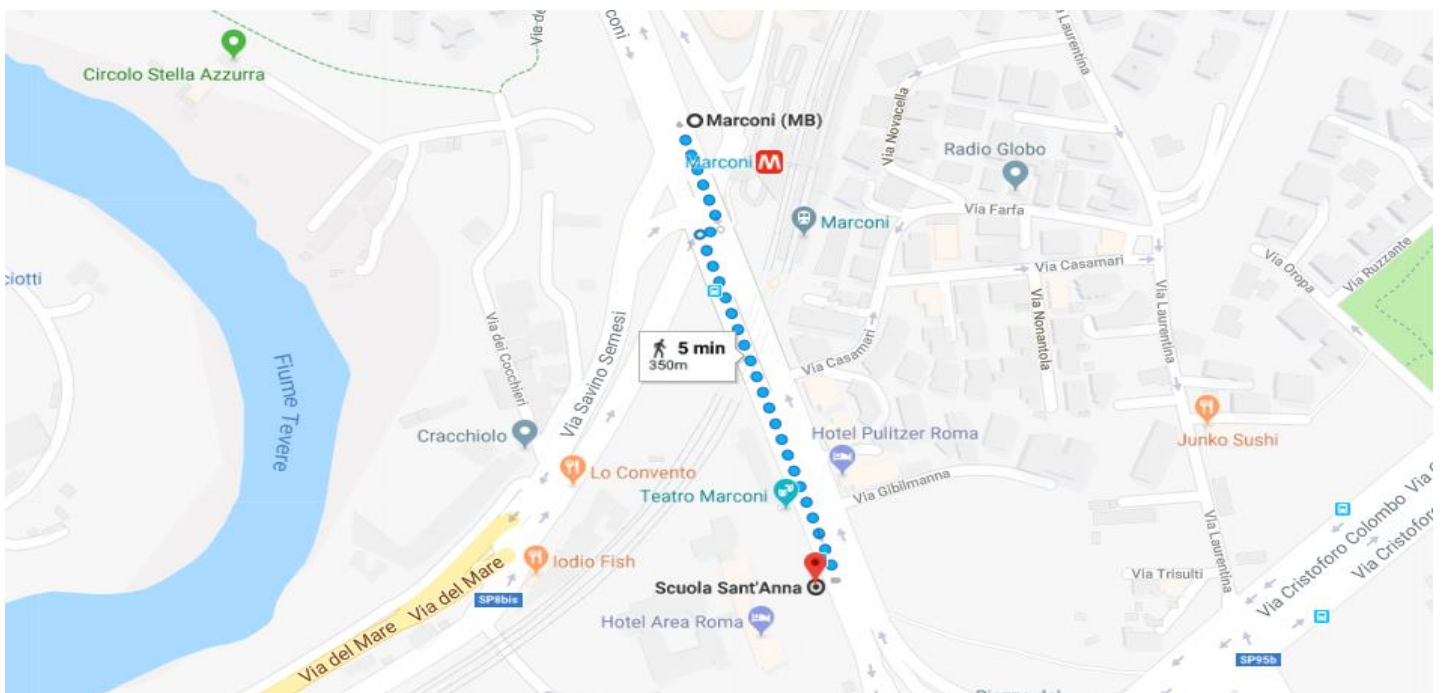 oni
Via de
Via Laurentina
Circolo Stella Azzurra
Marconi (MB)
Marconi
M
Via Novacella
Radio Globo
Marconi
Via Farfa
ciotti
Via Casamari
Via Oropa
Via Ruzzante
Via Nonantola
Via Laurentina
Fiume Tevere
Via dei Cocchieri
Via Savino Semesi
5 min
350m
Via Casamari
Cracchiolo
Hotel Pulitzer Roma
Junko Sushi
Lo Convento
Teatro Marconi
Via Gibilmanna
Via Laurentina
Via Cristoforo Colombo
Via C
Via Cristoforo
Iodio Fish
Via Trisulti
Via del Mare
Via del Mare
SP8bis
Scuola Sant'Anna
Hotel Area Roma
SP95b